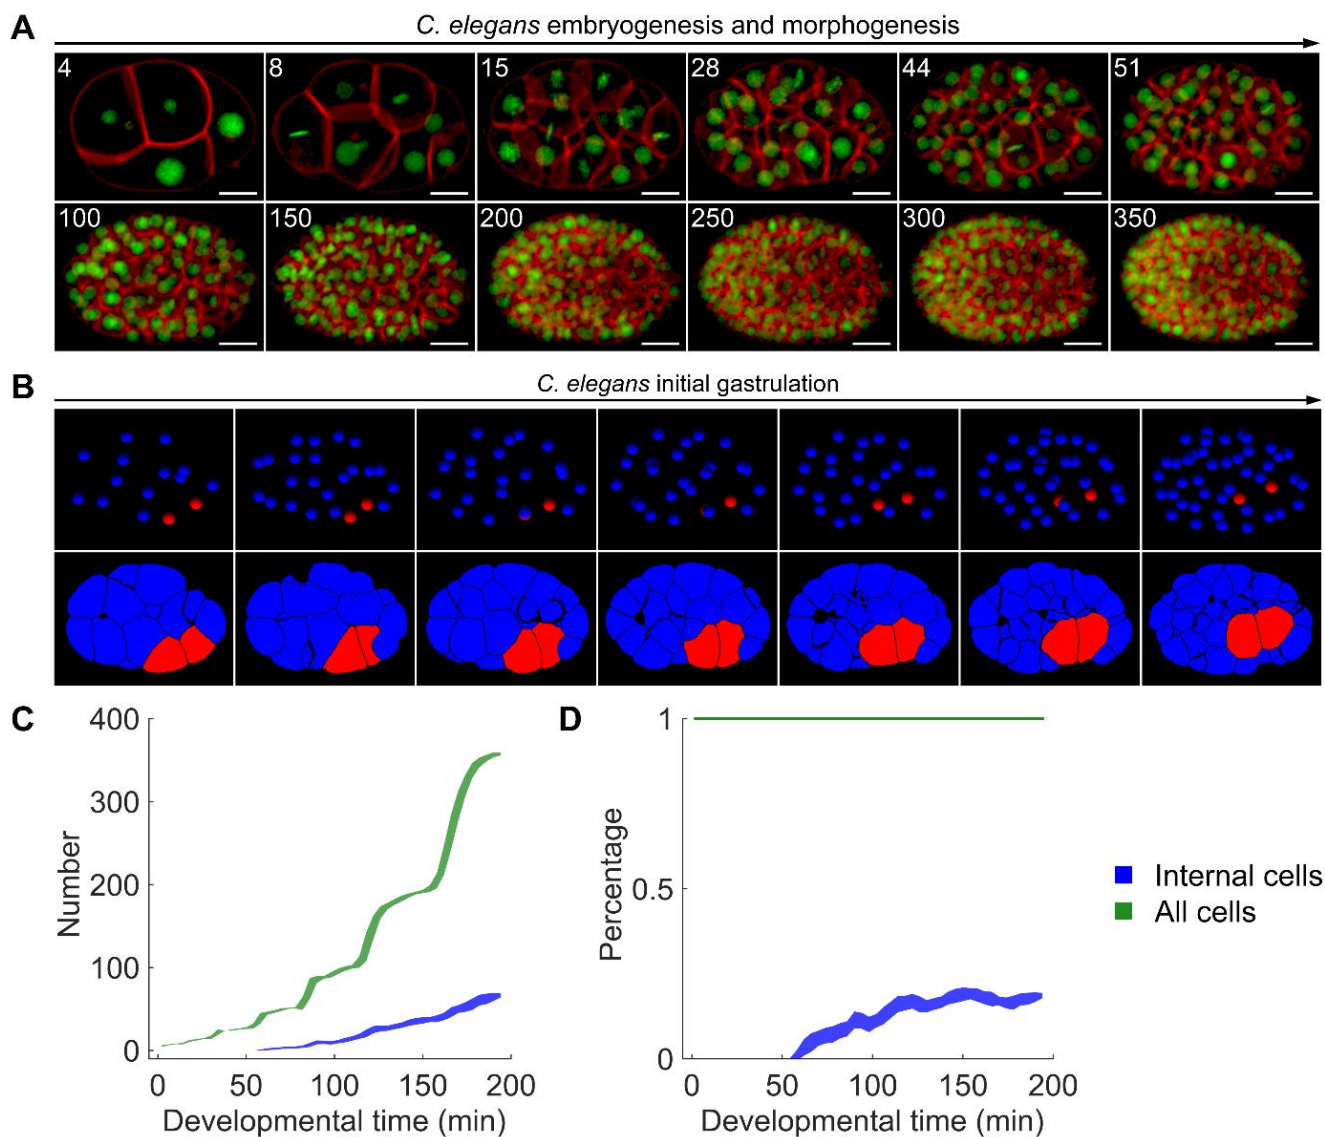 A
C. elegans embryogenesis and morphogenesis
4 8 15 28 44 51
100 150 200 250 300 350
B
C. elegans initial gastrulation
C
400
300
200
100
0
Number
0 50 100 150 200
Developmental time (min)
D
1
0.5
0
Percentage
0 50 100 150 200
Developmental time (min)
Internal cells
All cells